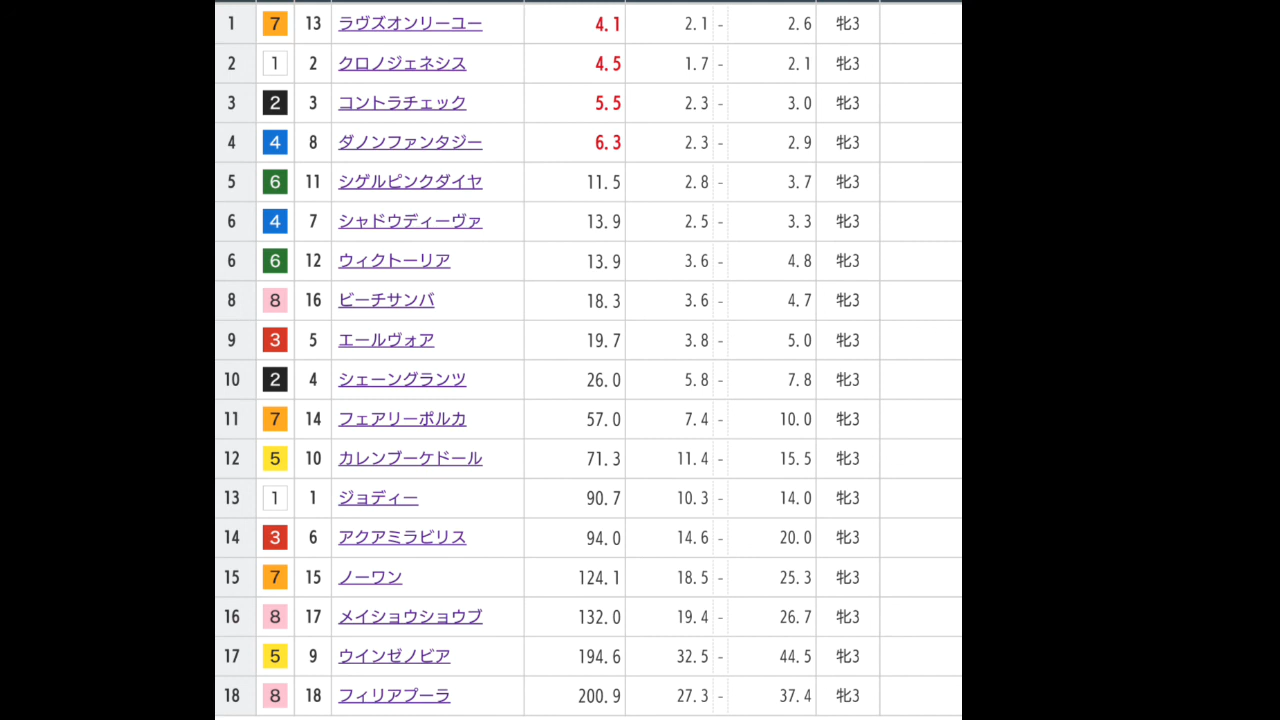 1 7 13 ラヴズオンリーユー 4.1 2.1 - 2.6 牝3
2 1 2 クロノジェネシス 4.5 1.7 - 2.1 牝3
3 2 3 コントラチェック 5.5 2.3 - 3.0 牝3
4 4 8 ダノンファンタジー 6.3 2.3 - 2.9 牝3
5 6 11 シゲルピンクダイヤ 11.5 2.8 - 3.7 牝3
6 4 7 シャドウディーヴァ 13.9 2.5 - 3.3 牝3
6 6 12 ウィクトーリア 13.9 3.6 - 4.8 牝3
8 8 16 ビーチサンバ 18.3 3.6 - 4.7 牝3
9 3 5 エールヴォア 19.7 3.8 - 5.0 牝3
10 2 4 シェーングランツ 26.0 5.8 - 7.8 牝3
11 7 14 フェアリーポルカ 57.0 7.4 - 10.0 牝3
12 5 10 カレンブーケドール 71.3 11.4 - 15.5 牝3
13 1 1 ジョディー 90.7 10.3 - 14.0 牝3
14 3 6 アクアミラビリス 94.0 14.6 - 20.0 牝3
15 7 15 ノーワン 124.1 18.5 - 25.3 牝3
16 8 17 メイショウショウブ 132.0 19.4 - 26.7 牝3
17 5 9 ウインゼノビア 194.6 32.5 - 44.5 牝3
18 8 18 フィリアプーラ 200.9 27.3 - 37.4 牝3